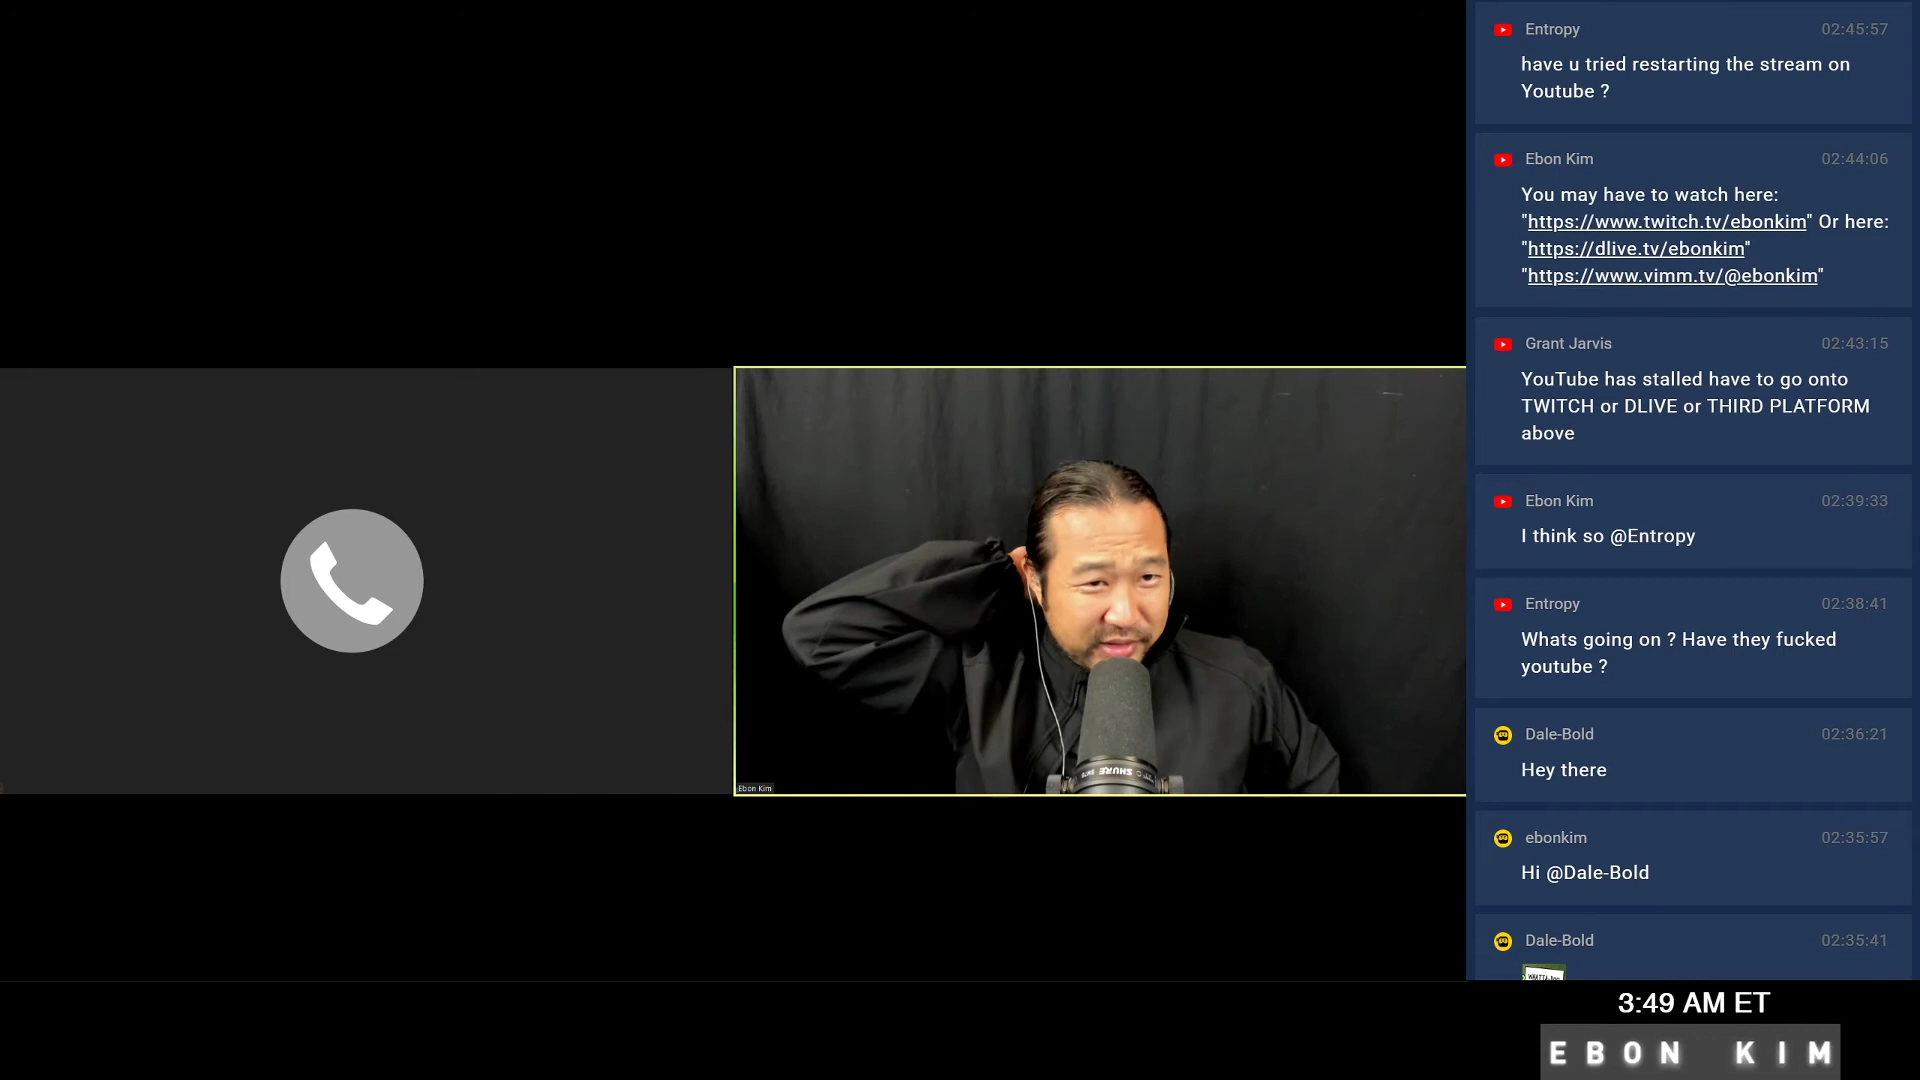 Entropy 02:45:57
have u tried restarting the stream on
Youtube ?
Ebon Kim 02:44:06
You may have to watch here:
"https://www.twitch.tv/ebonkim" Or here:
"https://dlive.tv/ebonkim"
"https://www.vimm.tv/@ebonkim"
Grant Jarvis 02:43:15
YouTube has stalled have to go onto
TWITCH or DLIVE or THIRD PLATFORM
above
Ebon Kim 02:39:33
I think so @Entropy
Entropy 02:38:41
Whats going on ? Have they fucked
youtube ?
Dale-Bold 02:36:21
Hey there
ebonkim 02:35:57
Hi @Dale-Bold
Dale-Bold 02:35:41
SHURE
Ebon Kim
3:49 AM ET
EBON KIM